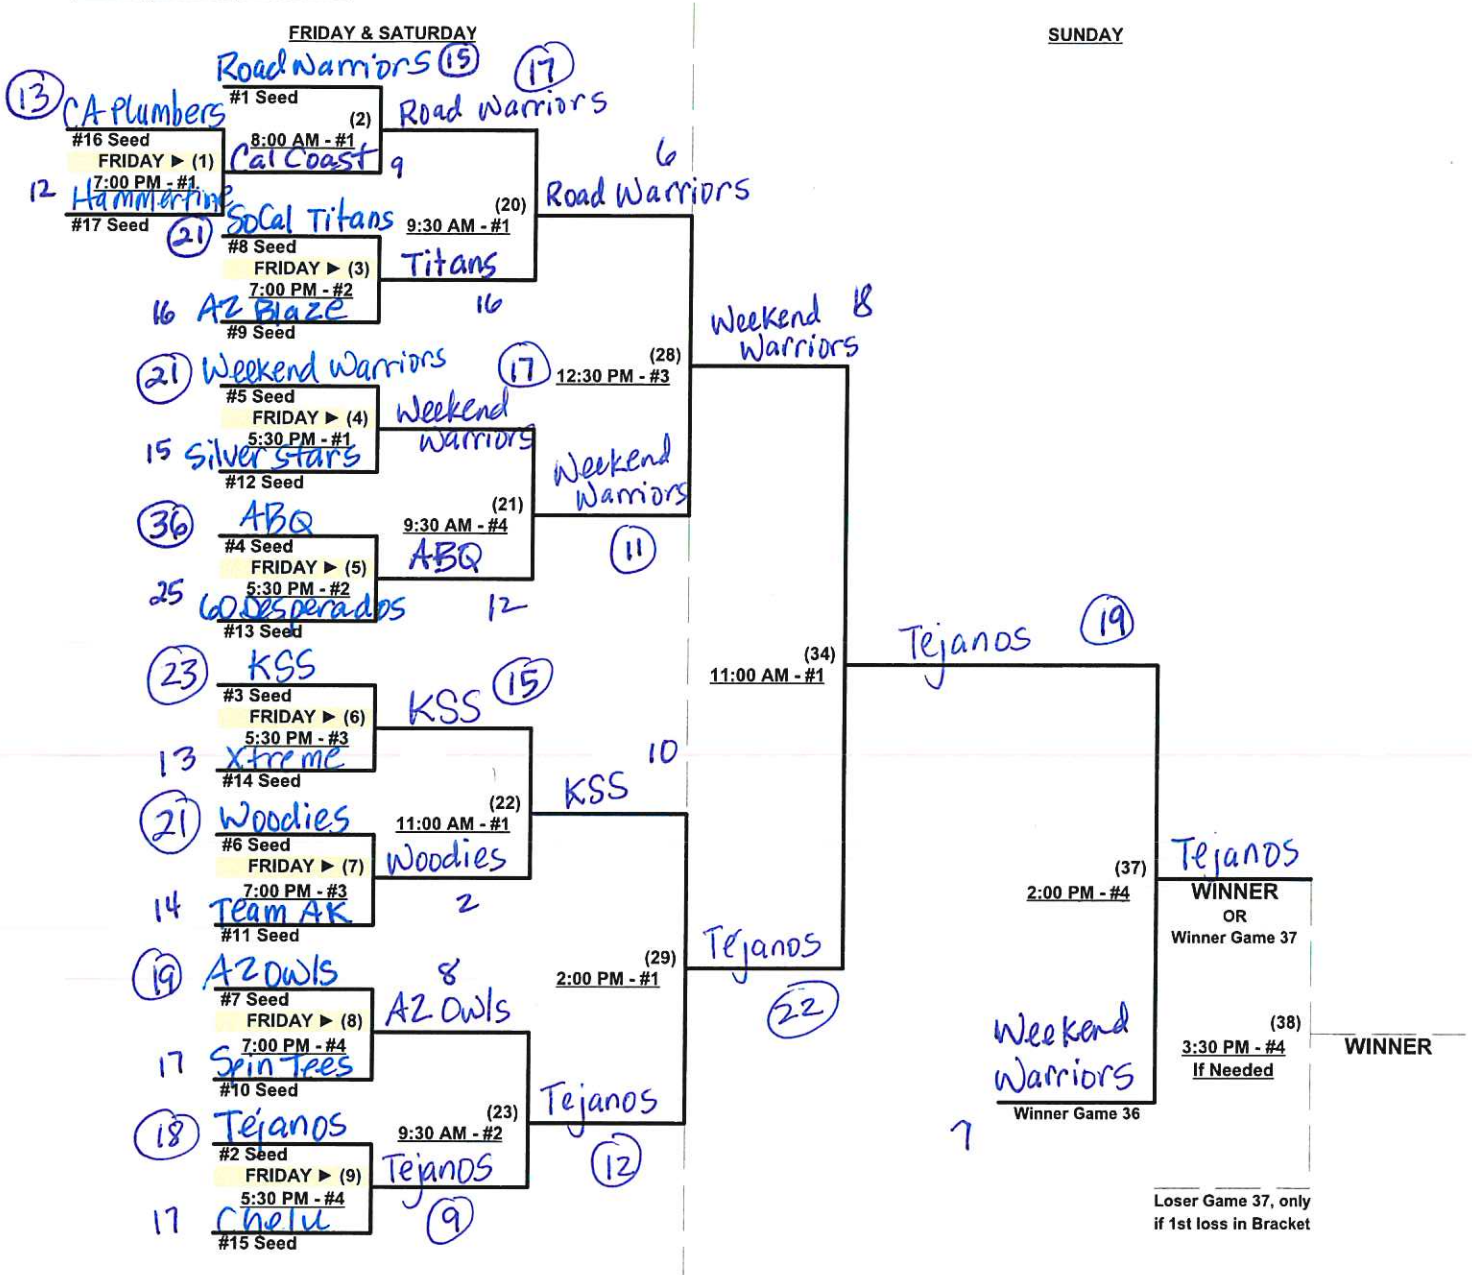 FRIDAY & SATURDAY
SUNDAY
Road Warriors 15
#1 Seed
17
13 CA Plumbers
#16 Seed
(2)
8:00 AM - #1
Road Warriors
FRIDAY ► (1)
7:00 PM - #1
Cal Coast 9
12 Hammertime
#17 Seed
6
Road Warriors
(20)
9:30 AM - #1
21 SoCal Titans
#8 Seed
FRIDAY ► (3)
7:00 PM - #2
Titans
16
16 AZ Blaze
#9 Seed
Weekend 18
Warriors
(28)
12:30 PM - #3
21 Weekend Warriors
#5 Seed
17
FRIDAY ► (4)
5:30 PM - #1
Weekend
Warriors
15 Silver Stars
#12 Seed
Weekend
Warriors
11
(21)
9:30 AM - #4
36 ABQ
#4 Seed
FRIDAY ► (5)
5:30 PM - #2
ABQ
12
25 60 Desperados
#13 Seed
Tejanos 19
(34)
11:00 AM - #1
23 KSS
#3 Seed
15
FRIDAY ► (6)
5:30 PM - #3
KSS
13 Xtreme
#14 Seed
10
KSS
(22)
11:00 AM - #1
21 Woodies
#6 Seed
FRIDAY ► (7)
7:00 PM - #3
Woodies
2
14 Team AK
#11 Seed
Tejanos
WINNER
OR
Winner Game 37
(37)
2:00 PM - #4
Tejanos
22
(29)
2:00 PM - #1
19 AZ Owls
#7 Seed
8
FRIDAY ► (8)
7:00 PM - #4
AZ Owls
17 Spin Tees
#10 Seed
Weekend
Warriors
Winner Game 36
7
(38)
3:30 PM - #4
If Needed
WINNER
Tejanos
12
(23)
9:30 AM - #2
18 Tejanos
#2 Seed
FRIDAY ► (9)
5:30 PM - #4
Tejanos
9
17 Chelu
#15 Seed
Loser Game 37, only
if 1st loss in Bracket